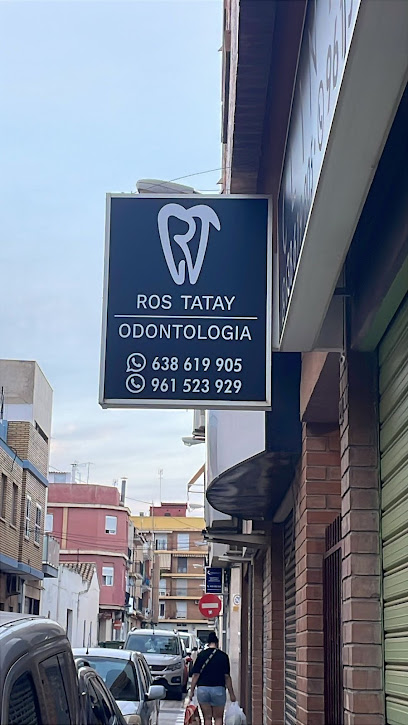 RT
ROS TATAY
ODONTOLOGIA
638 619 905
961 523 929